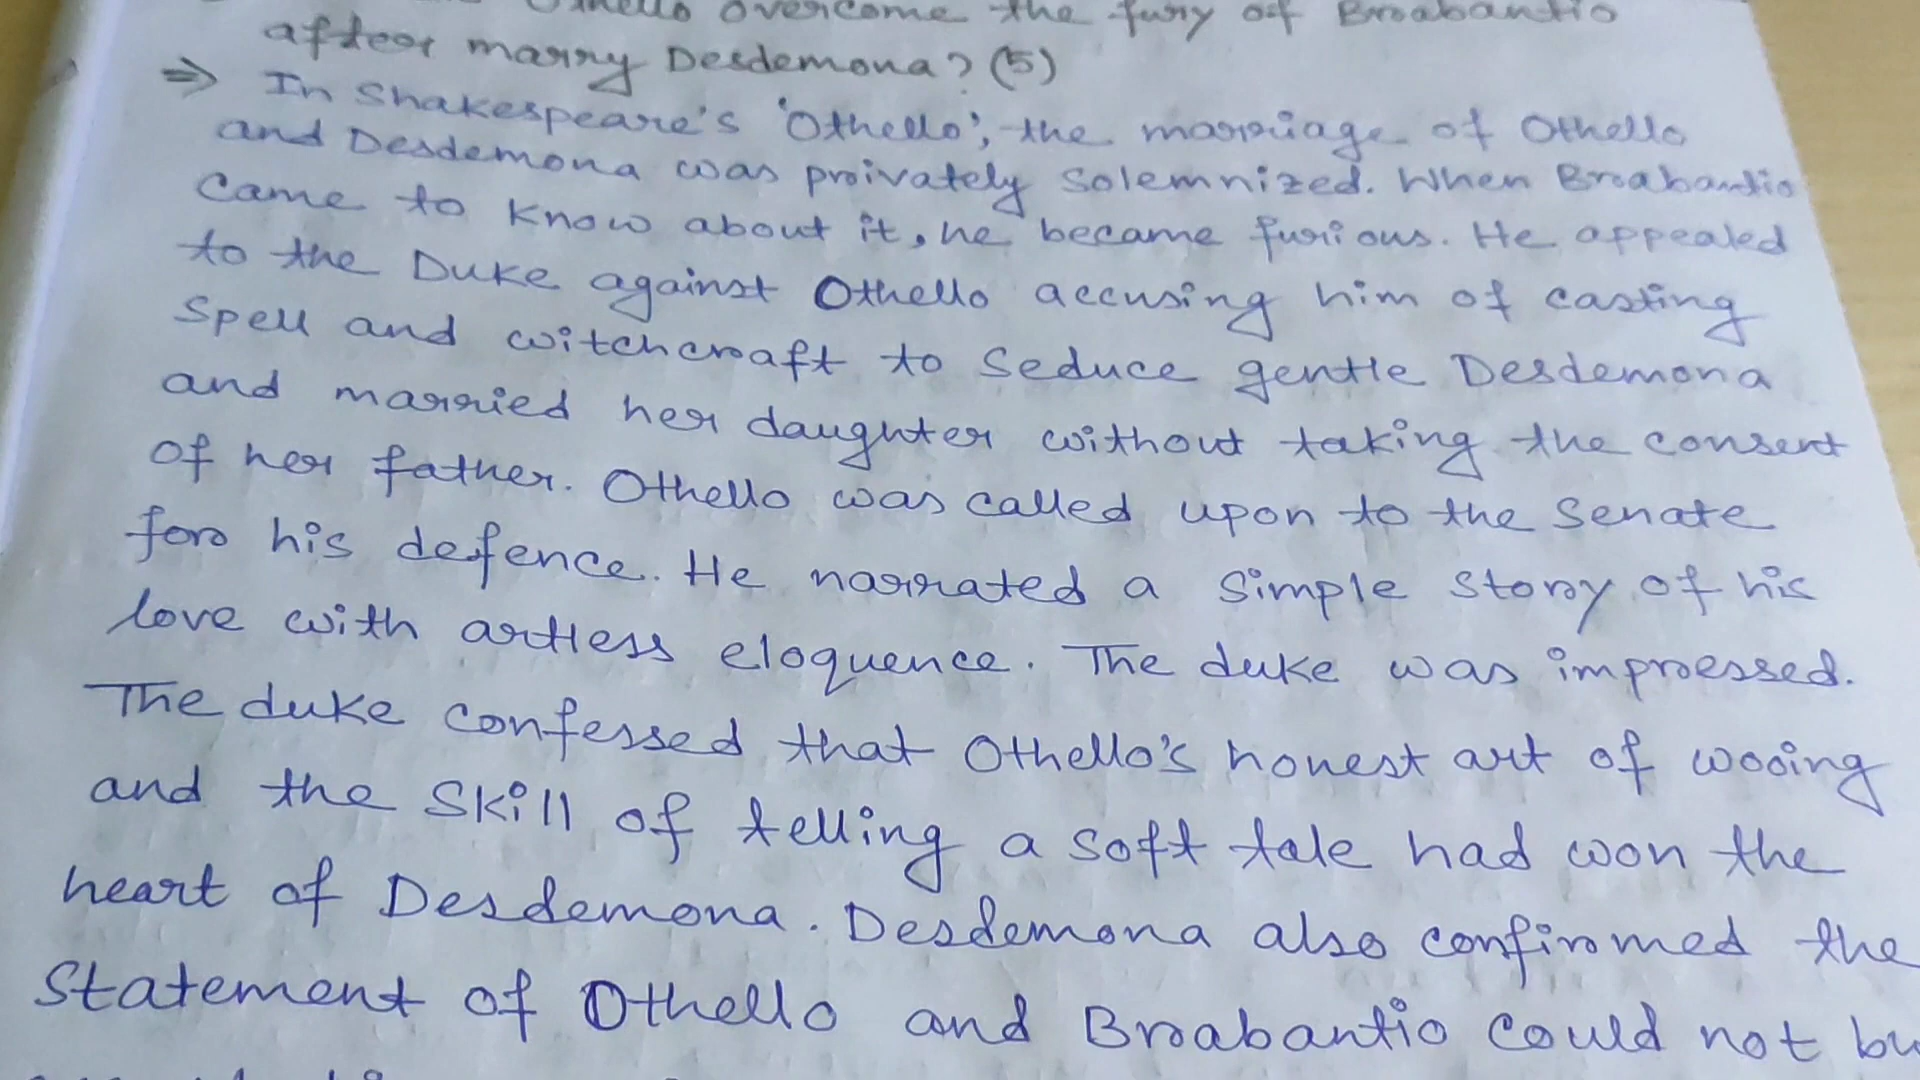 Othello overcome the fury of Brabantio
after marry Desdemona? (5)
⇒ In Shakespeare's 'Othello', the marriage of Othello
and Desdemona was privately solemnized. When Brabantio
came to know about it, he became furious. He appealed
to the Duke against Othello accusing him of casting
spell and witchcraft to seduce gentle Desdemona
and married her daughter without taking the consent
of her father. Othello was called upon to the senate
for his defence. He narrated a simple story of his
love with artless eloquence. The duke was impressed.
The duke confessed that Othello's honest art of wooing
and the skill of telling a soft tale had won the
heart of Desdemona. Desdemona also confirmed the
statement of Othello and Brabantio could not bu